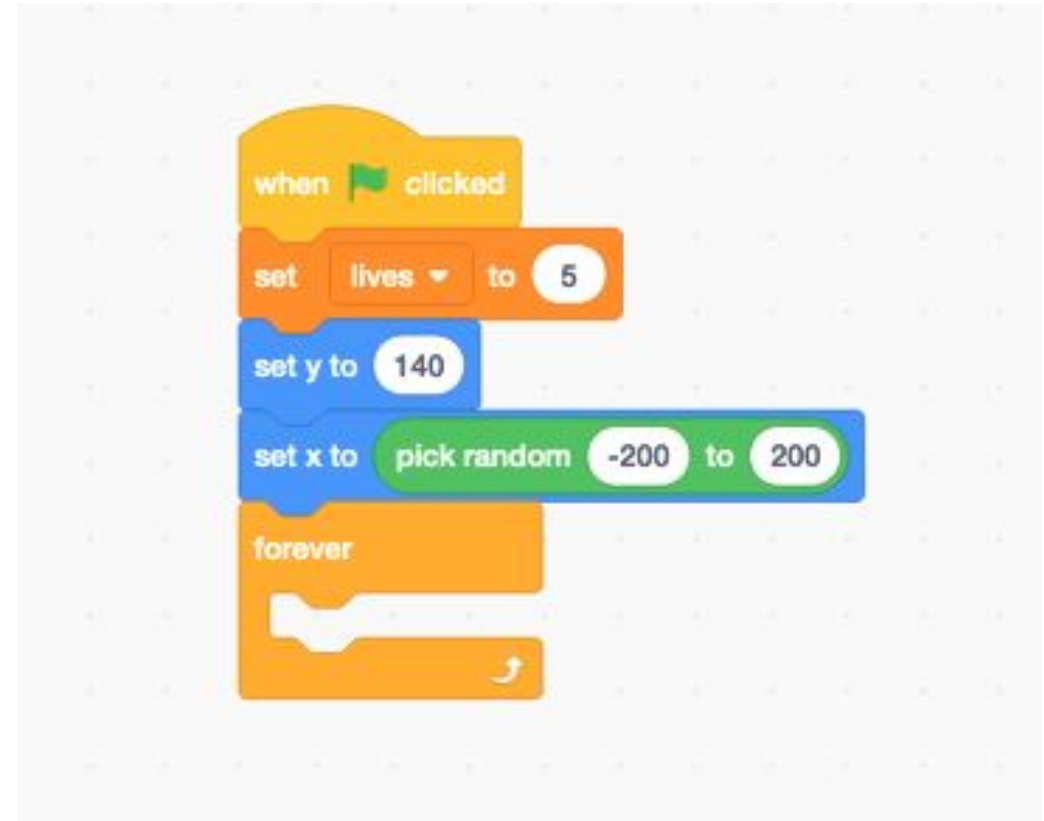 when clicked
set lives to 5
set y to 140
set x to pick random -200 to 200
forever